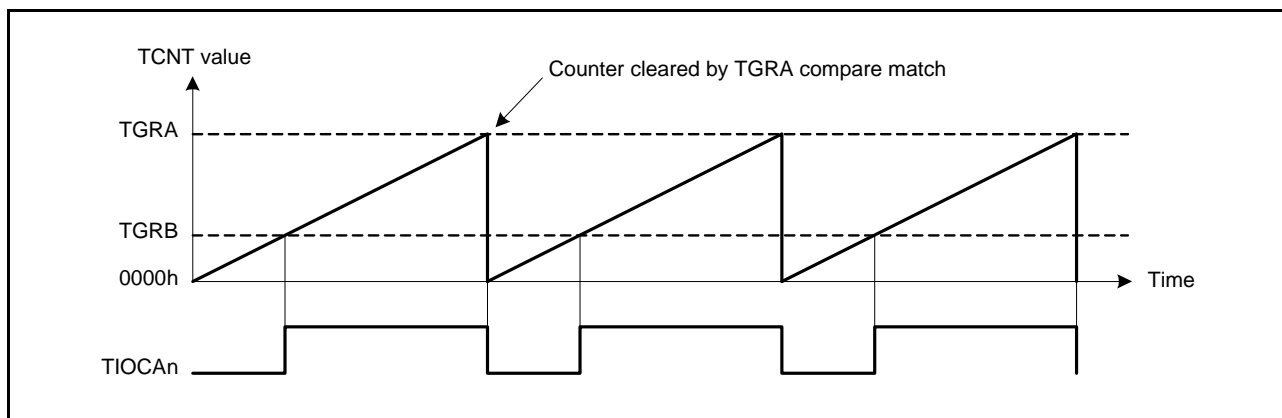 TCNT value
Counter cleared by TGRA compare match
TGRA
TGRB
0000h
Time
TIOCAn